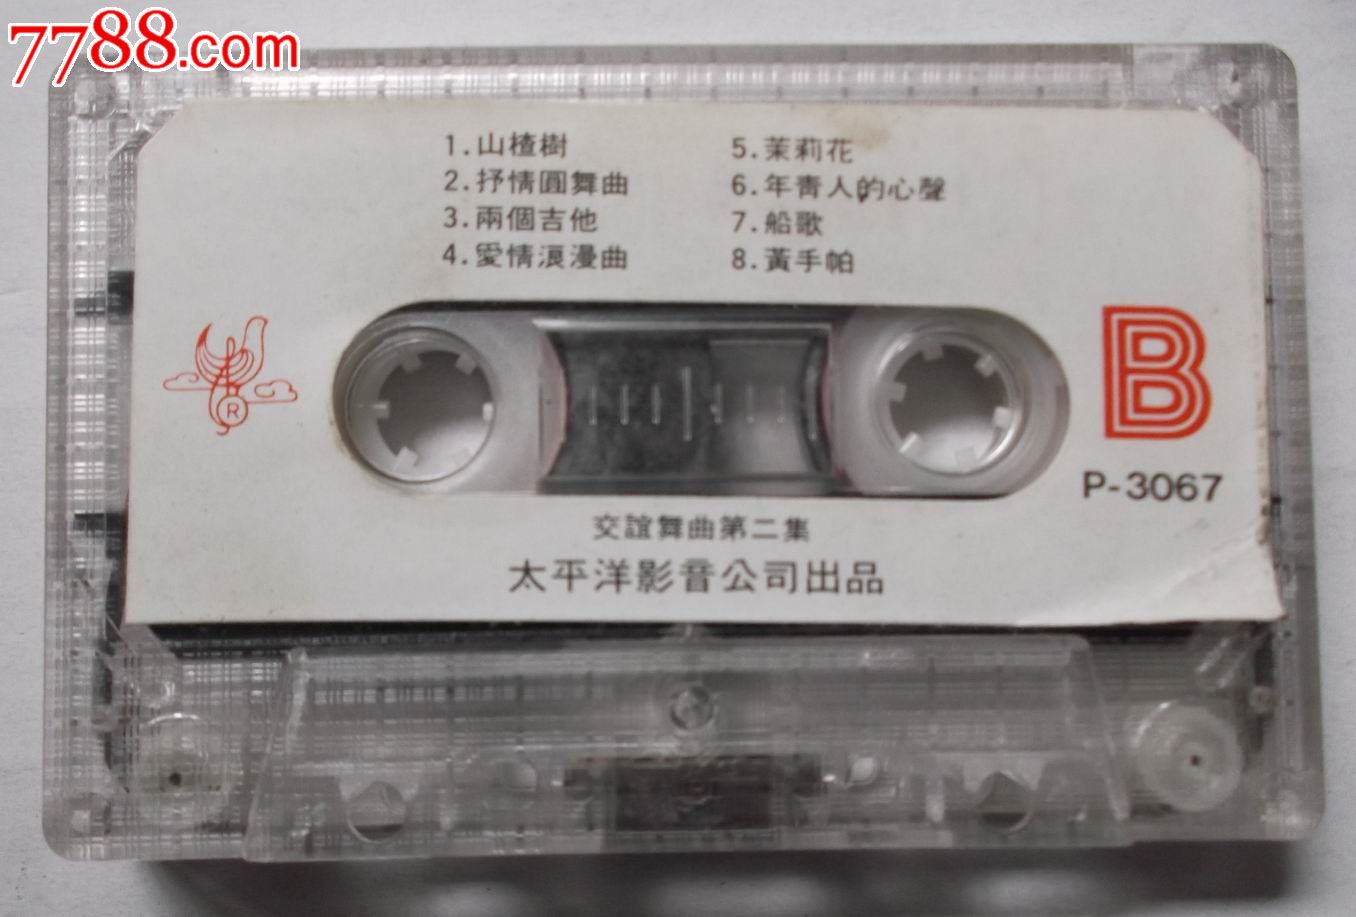 7788.com
1.山楂樹
2.抒情圓舞曲
3.兩個吉他
4.愛情浪漫曲
5.茉莉花
6.年青人的心聲
7.船歌
8.黃手帕
R
B
P-3067
交誼舞曲第二集
太平洋影音公司出品